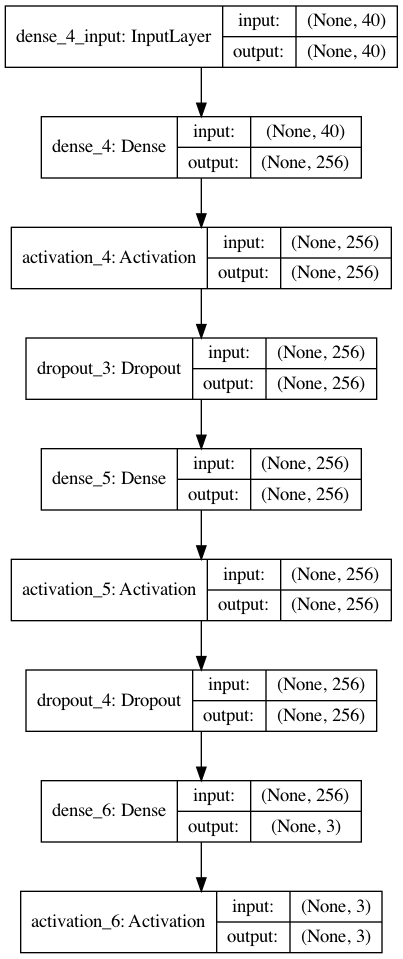 dense_4_input: InputLayer
input: (None, 40)
output: (None, 40)
dense_4: Dense
input: (None, 40)
output: (None, 256)
activation_4: Activation
input: (None, 256)
output: (None, 256)
dropout_3: Dropout
input: (None, 256)
output: (None, 256)
dense_5: Dense
input: (None, 256)
output: (None, 256)
activation_5: Activation
input: (None, 256)
output: (None, 256)
dropout_4: Dropout
input: (None, 256)
output: (None, 256)
dense_6: Dense
input: (None, 256)
output: (None, 3)
activation_6: Activation
input: (None, 3)
output: (None, 3)